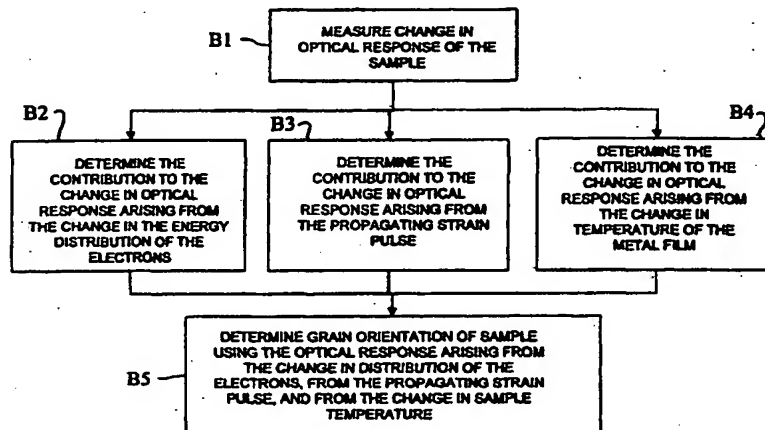 B1
MEASURE CHANGE IN
OPTICAL RESPONSE OF THE
SAMPLE
B2
DETERMINE THE
CONTRIBUTION TO THE
CHANGE IN OPTICAL
RESPONSE ARISING FROM
THE CHANGE IN THE ENERGY
DISTRIBUTION OF THE
ELECTRONS
B3
DETERMINE THE
CONTRIBUTION TO THE
CHANGE IN OPTICAL
RESPONSE ARISING FROM
THE PROPAGATING STRAIN
PULSE
B4
DETERMINE THE
CONTRIBUTION TO THE
CHANGE IN OPTICAL
RESPONSE ARISING FROM
THE CHANGE IN
TEMPERATURE OF THE
METAL FILM
B5
DETERMINE GRAIN ORIENTATION OF SAMPLE
USING THE OPTICAL RESPONSE ARISING FROM
THE CHANGE IN DISTRIBUTION OF THE
ELECTRONS, FROM THE PROPAGATING STRAIN
PULSE, AND FROM THE CHANGE IN SAMPLE
TEMPERATURE